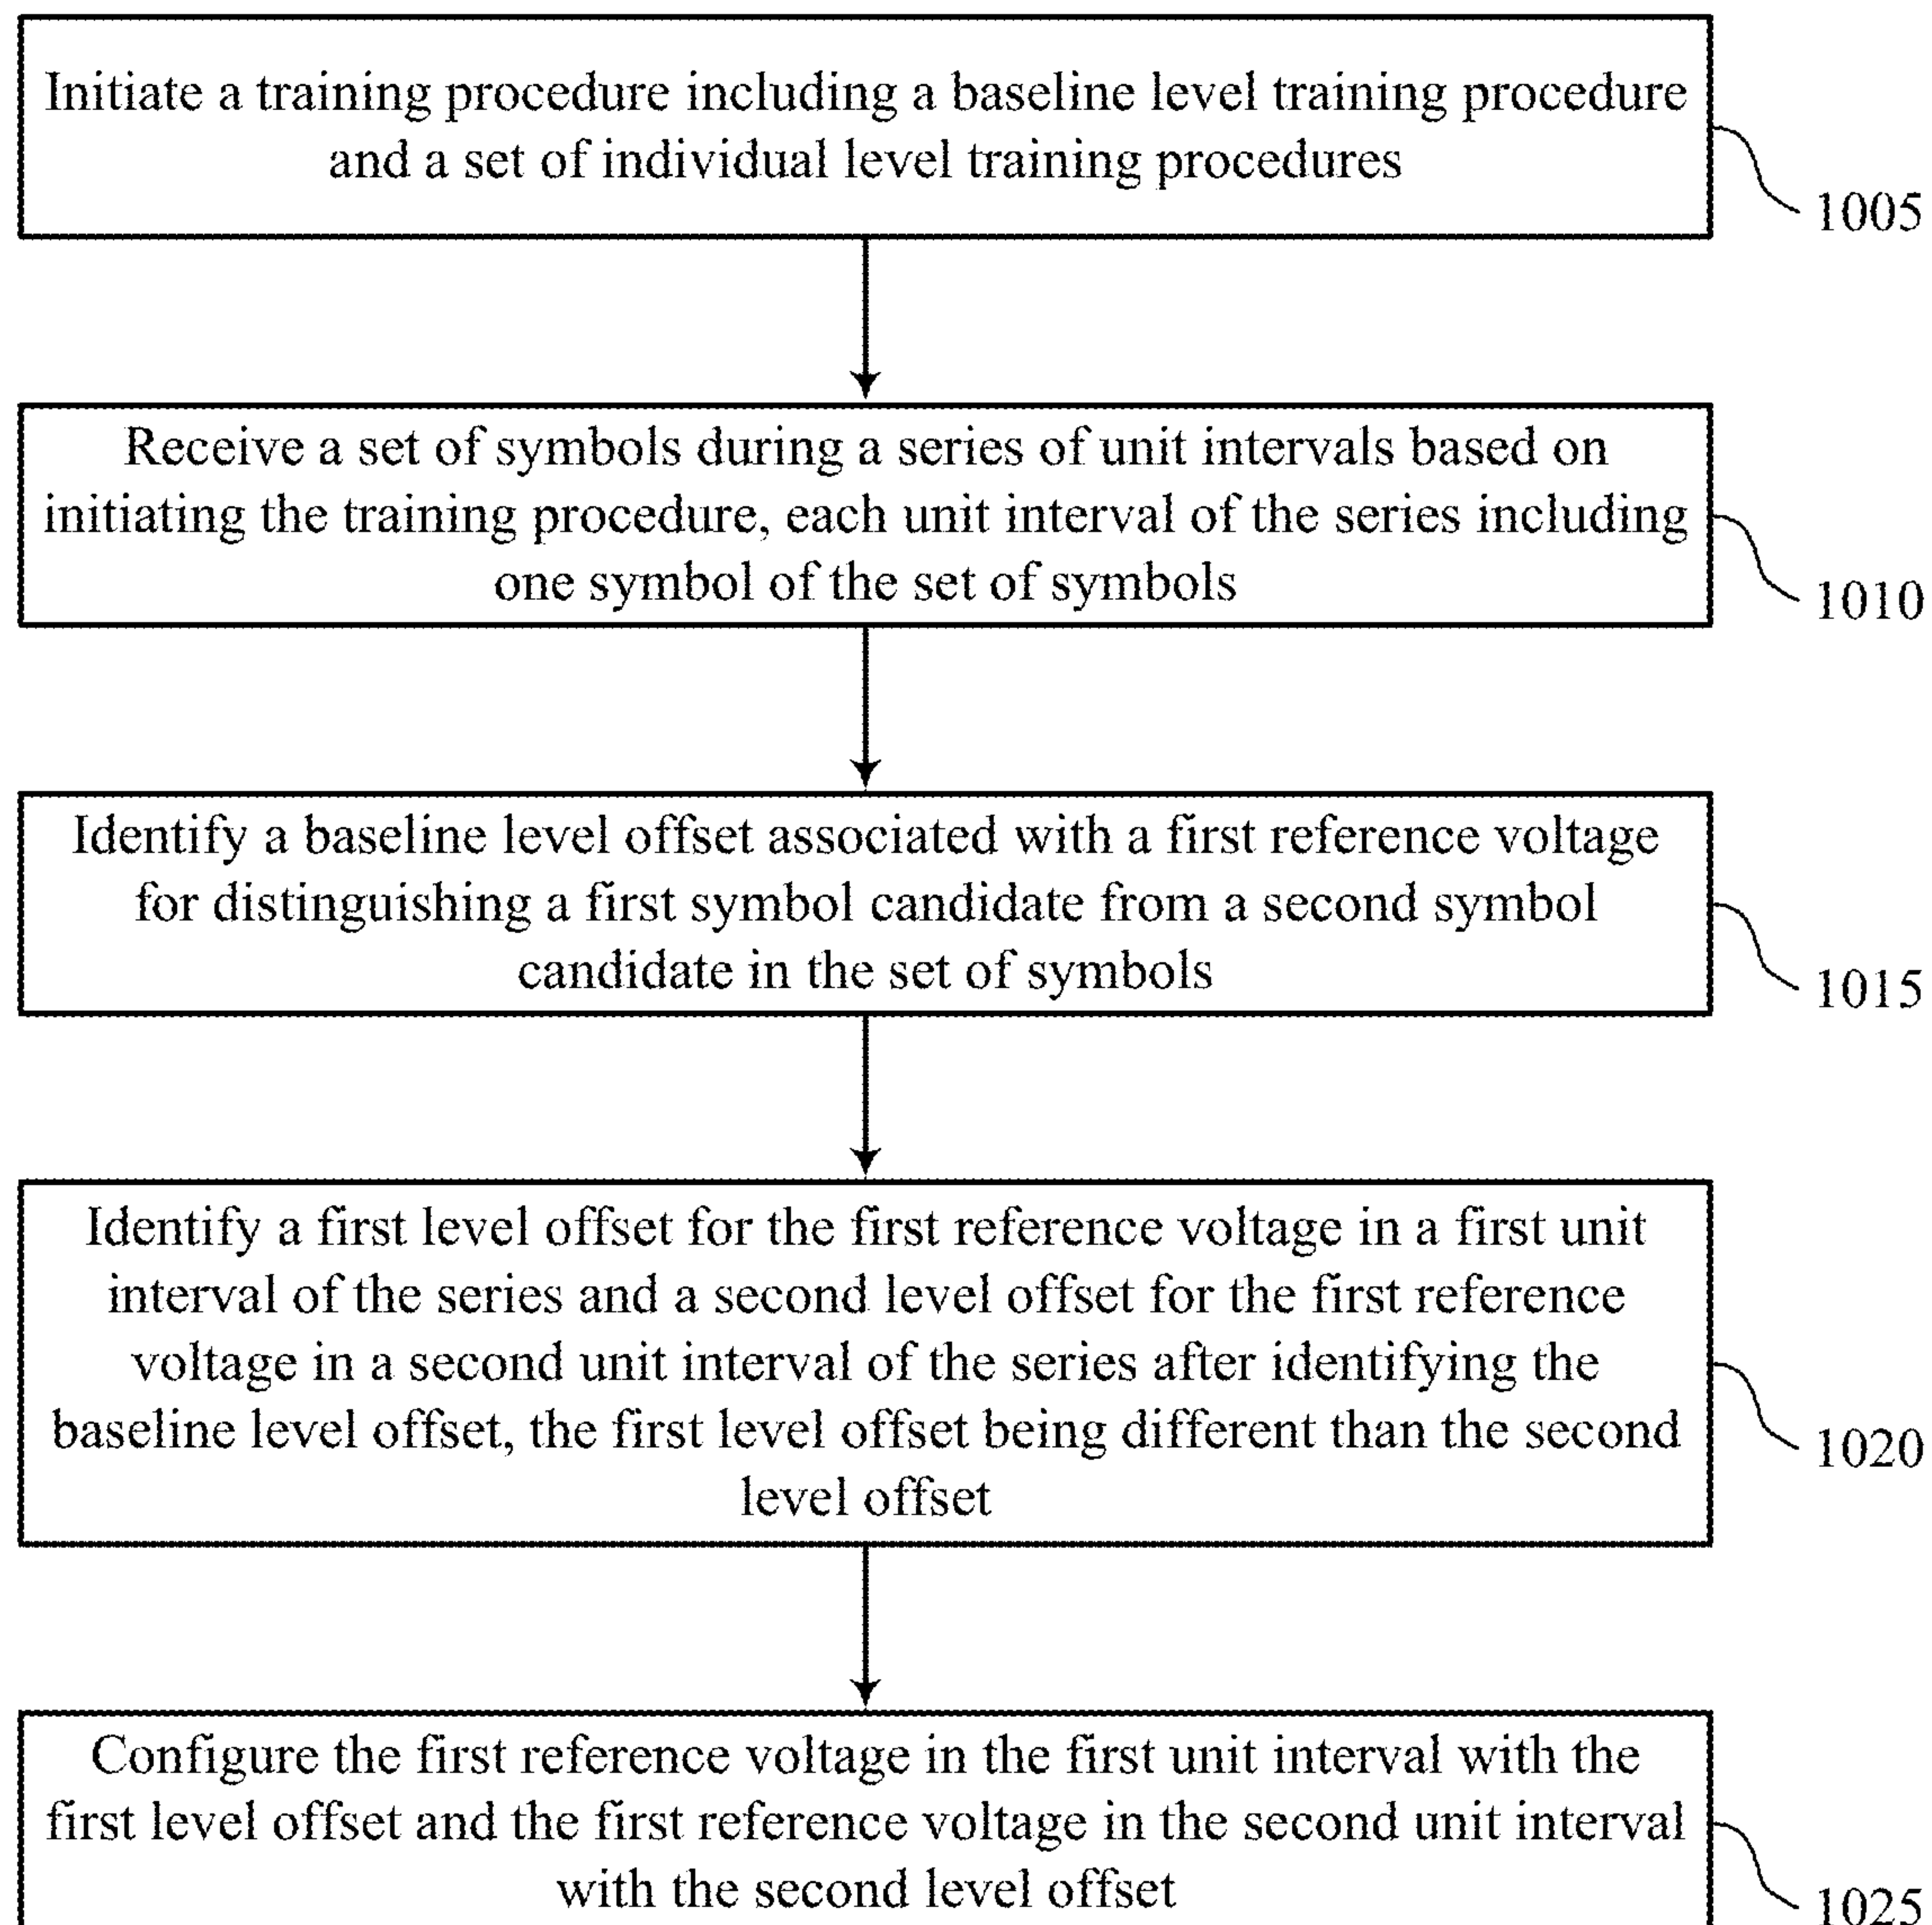 Initiate a training procedure including a baseline level training procedure
and a set of individual level training procedures
1005
Receive a set of symbols during a series of unit intervals based on
initiating the training procedure, each unit interval of the series including
one symbol of the set of symbols
1010
Identify a baseline level offset associated with a first reference voltage
for distinguishing a first symbol candidate from a second symbol
candidate in the set of symbols
1015
Identify a first level offset for the first reference voltage in a first unit
interval of the series and a second level offset for the first reference
voltage in a second unit interval of the series after identifying the
baseline level offset, the first level offset being different than the second
level offset
1020
Configure the first reference voltage in the first unit interval with the
first level offset and the first reference voltage in the second unit interval
with the second level offset
1025